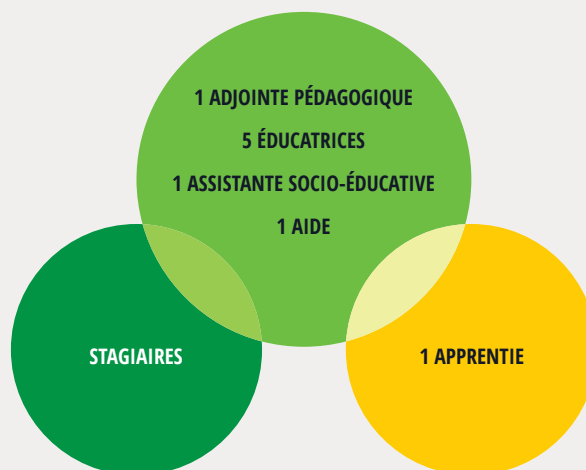 1 ADJOINTE PÉDAGOGIQUE
5 ÉDUCATRICES
1 ASSISTANTE SOCIO-ÉDUCATIVE
1 AIDE
STAGIAIRES
1 APPRENTIE